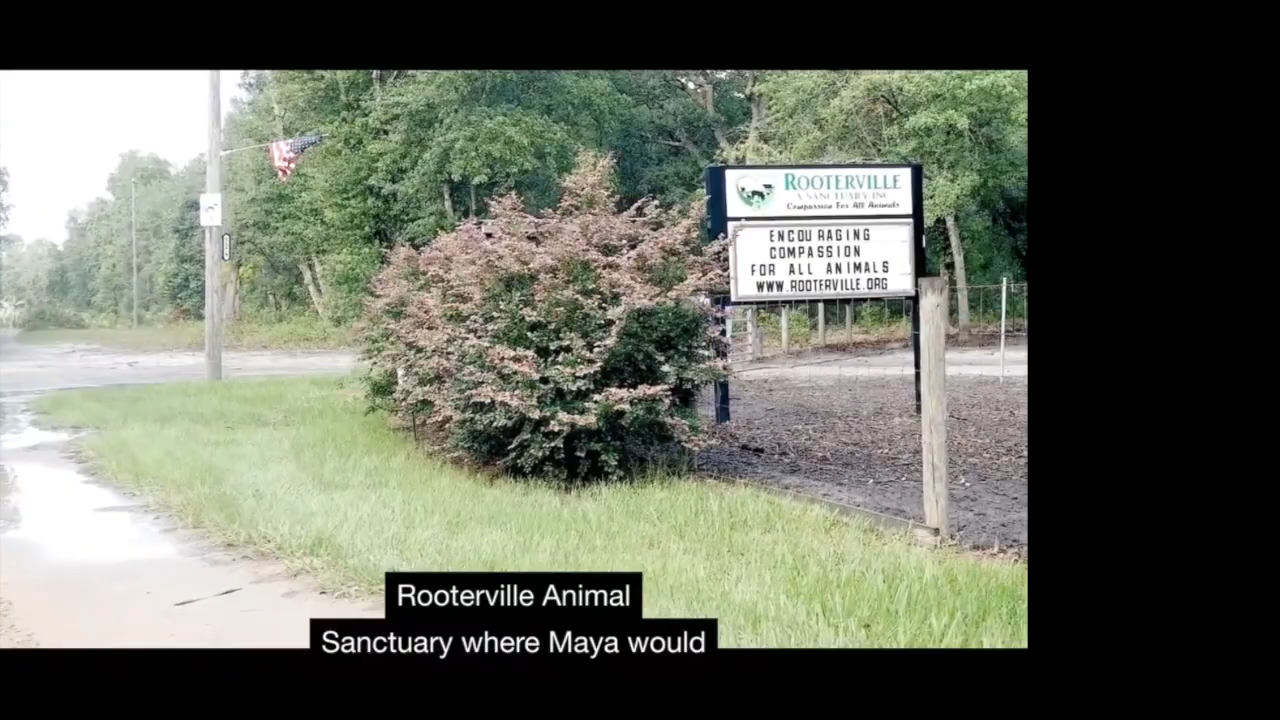 ROOTERVILLE
A SANCTUARY, INC.
Compassion For All Animals
ENCOURAGING
COMPASSION
FOR ALL ANIMALS
WWW.ROOTERVILLE.ORG
Rooterville Animal
Sanctuary where Maya would